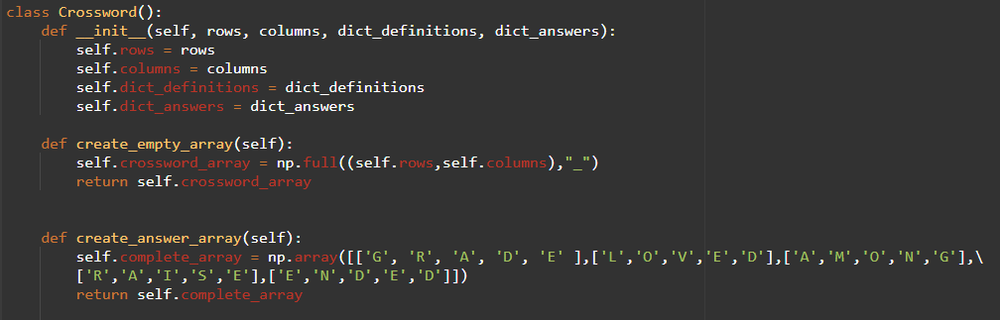 class Crossword():
    def __init__(self, rows, columns, dict_definitions, dict_answers):
        self.rows = rows
        self.columns = columns
        self.dict_definitions = dict_definitions
        self.dict_answers = dict_answers
    def create_empty_array(self):
        self.crossword_array = np.full((self.rows,self.columns),"_")
        return self.crossword_array
    def create_answer_array(self):
        self.complete_array = np.array([['G', 'R', 'A', 'D', 'E' ],['L','O','V','E','D'],['A','M','O','N','G'],\
        ['R','A','I','S','E'],['E','N','D','E','D']])
        return self.complete_array